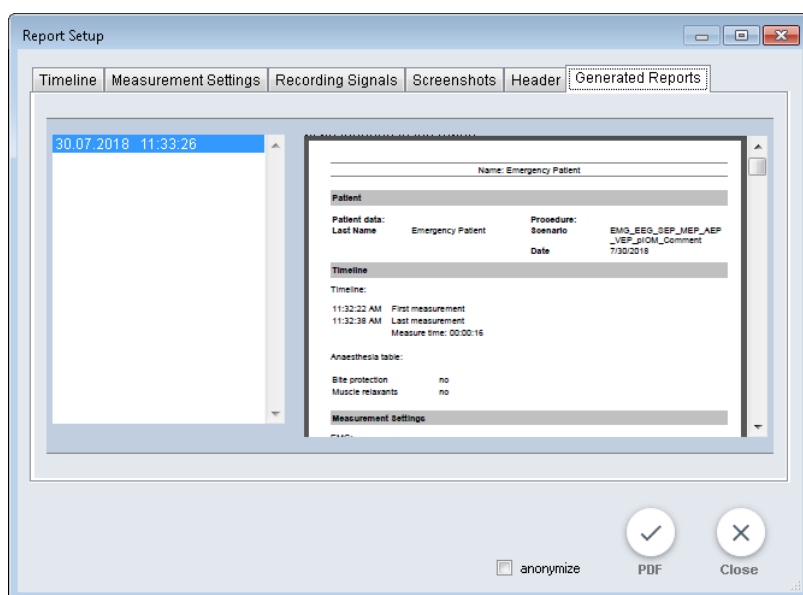 Report Setup
Timeline Measurement Settings Recording Signals Screenshots Header Generated Reports
30.07.2018 11:33:26
Name: Emergency Patient
Patient
Patient data: Procedure:
Last Name Emergency Patient Scenario EMG_EEG_SEP_MEP_AEP
_VEP_pIOM_Comment
Date 7/30/2018
Timeline
Timeline:
11:32:22 AM First measurement
11:32:38 AM Last measurement
Measure time: 00:00:16
Anaesthesia table:
Bite protection no
Muscle relaxants no
Measurement Settings
EMG:
anonymize
PDF Close